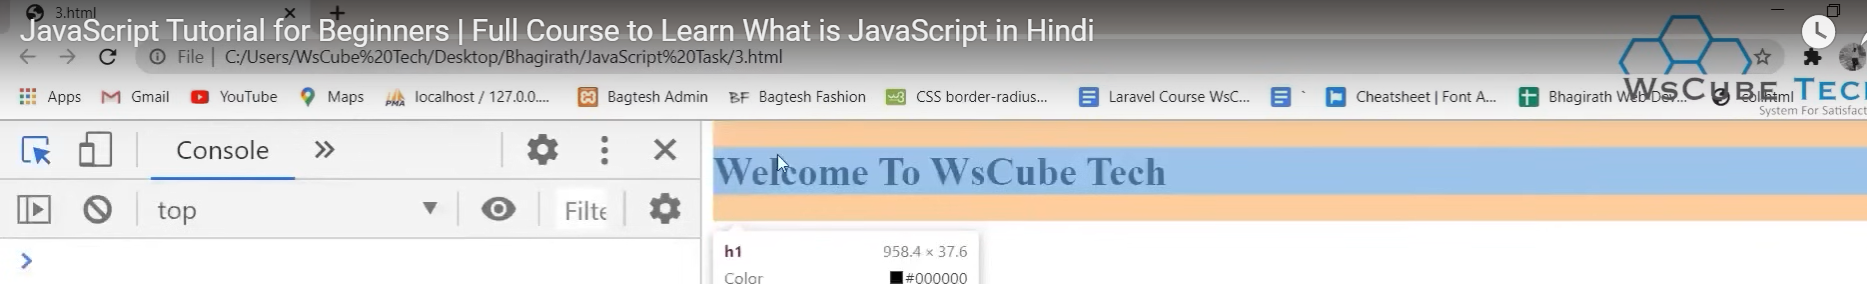 3.html
JavaScript Tutorial for Beginners | Full Course to Learn What is JavaScript in Hindi
File | C:/Users/WsCube%20Tech/Desktop/Bhagirath/JavaScript%20Task/3.html
Apps Gmail YouTube Maps localhost / 127.0.0.... Bagtesh Admin BF Bagtesh Fashion CSS border-radius... Laravel Course WsC... Cheatsheet | Font A... Bhagirath Web Dev...
WsCube Tech
System For Satisfact
Console
Welcome To WsCube Tech
top Filte
h1 958.4 × 37.6
Color #000000